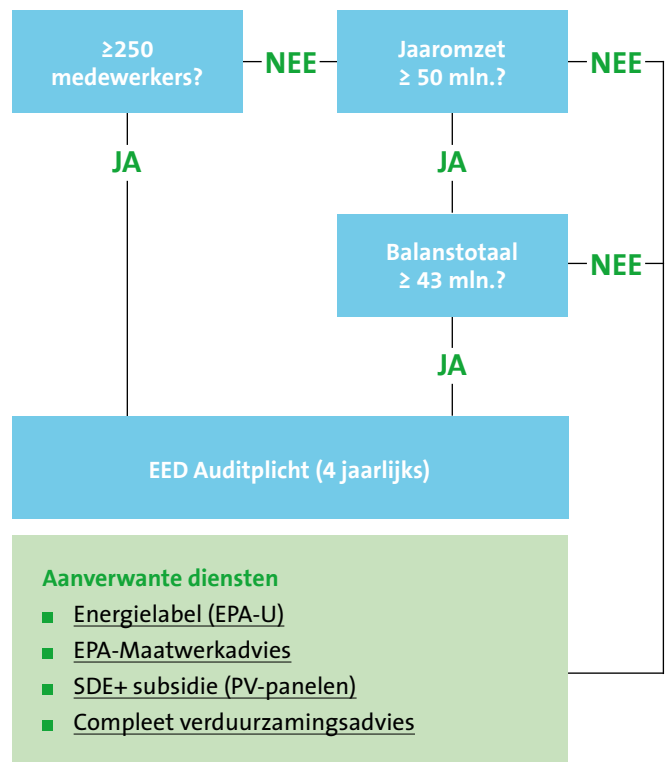 ≥250
medewerkers?
NEE
Jaaromzet
≥ 50 mln.?
NEE
JA
JA
Balanstotaal
≥ 43 mln.?
NEE
JA
EED Auditplicht (4 jaarlijks)
Aanverwante diensten
Energielabel (EPA-U)
EPA-Maatwerkadvies
SDE+ subsidie (PV-panelen)
Compleet verduurzamingsadvies